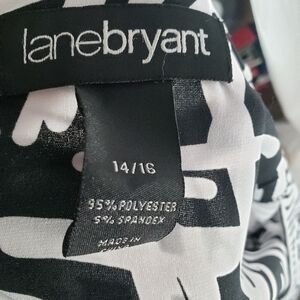 lanebryant
14/16
95% POLYESTER
5% SPANDEX
MADE IN